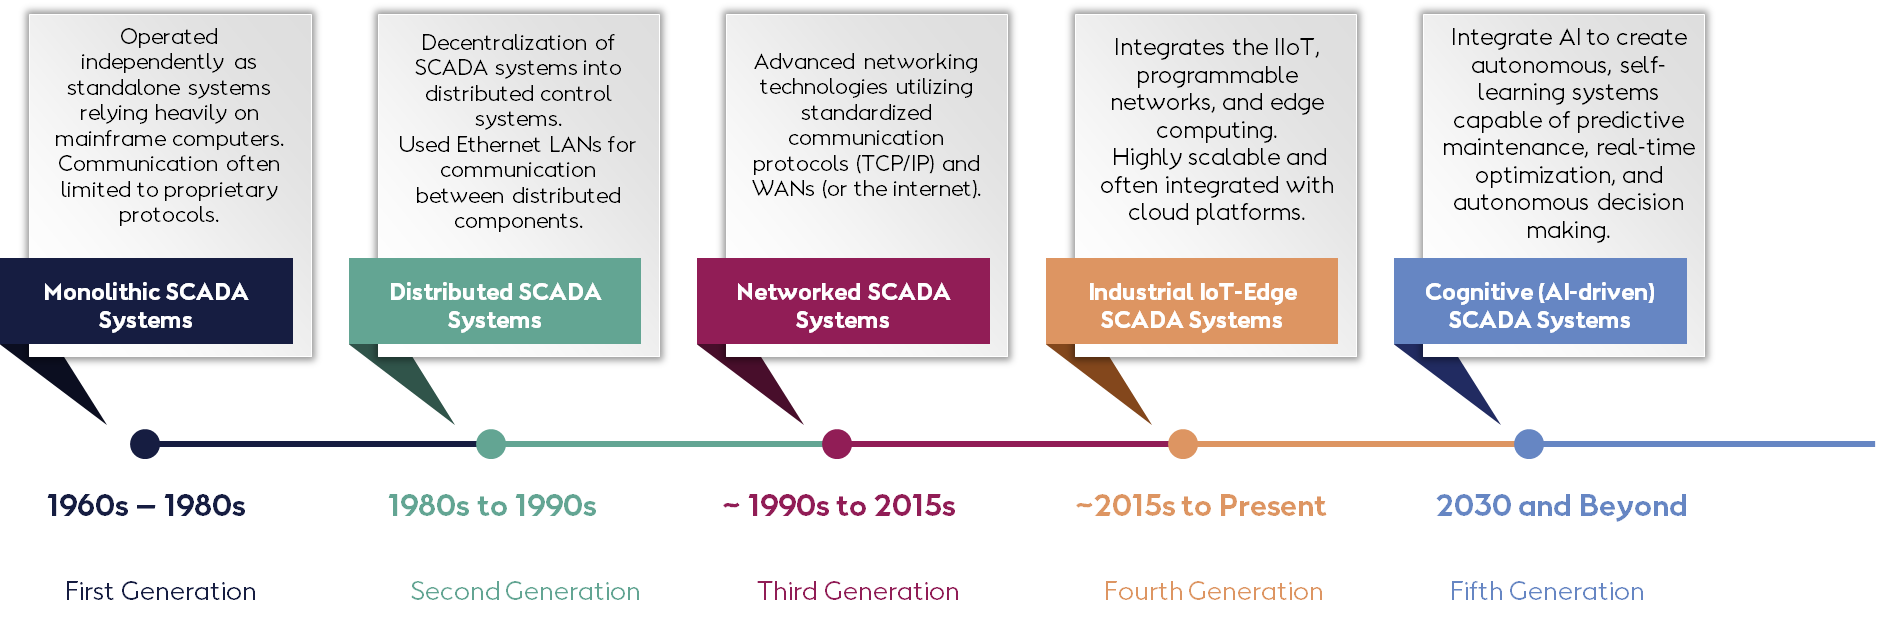 Operated
independently as
standalone systems
relying heavily on
mainframe computers.
Communication often
limited to proprietary
protocols.
Monolithic SCADA
Systems
1960s – 1980s
First Generation
Decentralization of
SCADA systems into
distributed control
systems.
Used Ethernet LANs for
communication
between distributed
components.
Distributed SCADA
Systems
1980s to 1990s
Second Generation
Advanced networking
technologies utilizing
standardized
communication
protocols (TCP/IP) and
WANs (or the internet).
Networked SCADA
Systems
~ 1990s to 2015s
Third Generation
Integrates the IIoT,
programmable
networks, and edge
computing.
Highly scalable and
often integrated with
cloud platforms.
Industrial IoT-Edge
SCADA Systems
~2015s to Present
Fourth Generation
Integrate AI to create
autonomous, self-
learning systems
capable of predictive
maintenance, real-time
optimization, and
autonomous decision
making.
Cognitive (AI-driven)
SCADA Systems
2030 and Beyond
Fifth Generation